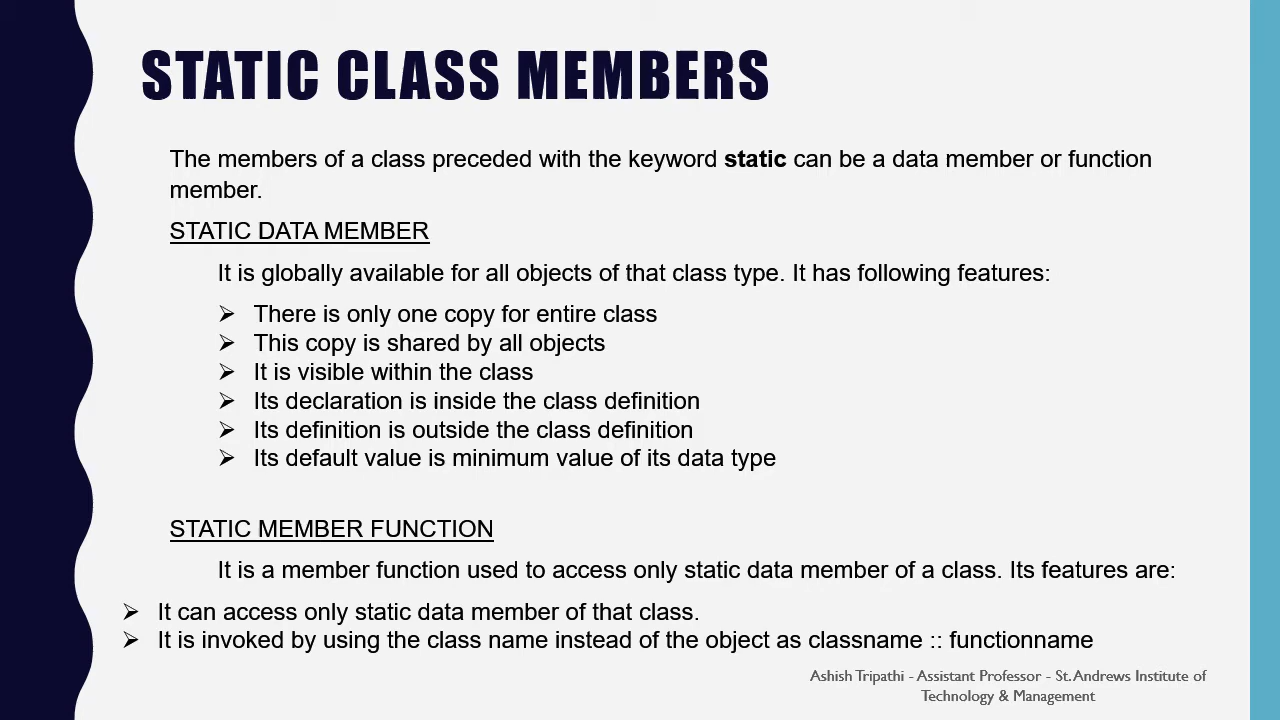 STATIC CLASS MEMBERS
The members of a class preceded with the keyword static can be a data member or function
member.
STATIC DATA MEMBER
It is globally available for all objects of that class type. It has following features:
➢ There is only one copy for entire class
➢ This copy is shared by all objects
➢ It is visible within the class
➢ Its declaration is inside the class definition
➢ Its definition is outside the class definition
➢ Its default value is minimum value of its data type
STATIC MEMBER FUNCTION
It is a member function used to access only static data member of a class. Its features are:
➢ It can access only static data member of that class.
➢ It is invoked by using the class name instead of the object as classname :: functionname
Ashish Tripathi - Assistant Professor - St. Andrews Institute of
Technology & Management